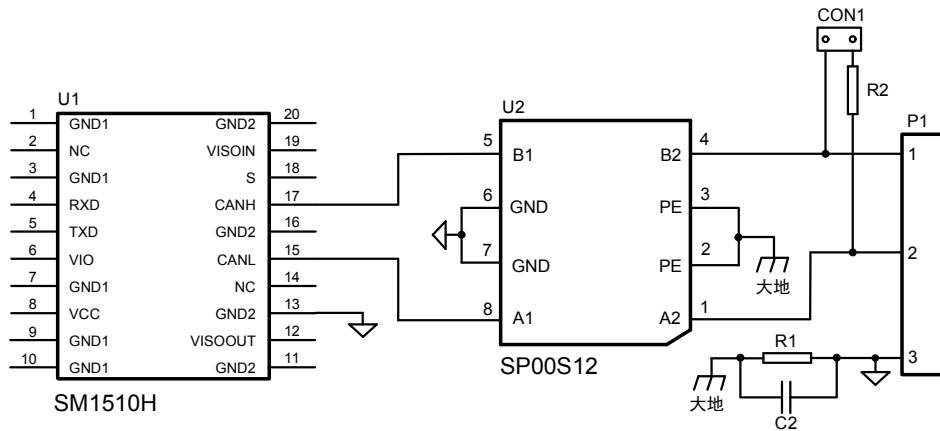 CON1
R2
P1
U1
U2
1 GND1 GND2 20
2 NC VISOIN 19
3 GND1 S 18
4 RXD CANH 17
5 TXD GND2 16
6 VIO CANL 15
7 GND1 NC 14
8 VCC GND2 13
9 GND1 VISOOUT 12
10 GND1 GND2 11
SM1510H
5 B1 B2 4
6 GND PE 3
7 GND PE 2
8 A1 A2 1
SP00S12
大地
1
2
3
R1
大地
C2